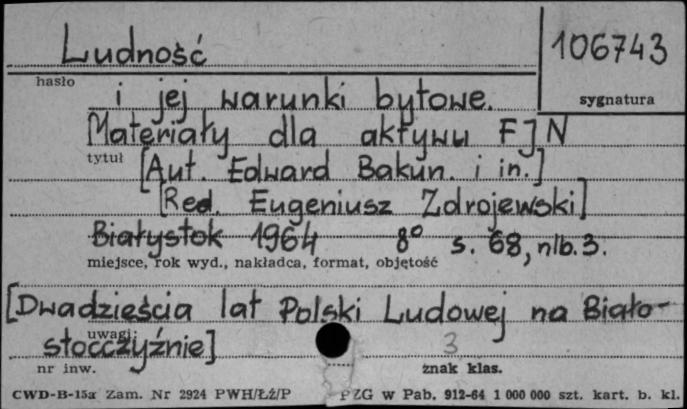 Ludność
106743
hasło
sygnatura
i jej warunki bytowe.
Materiały dla aktywu FJN
tytuł
[Aut. Edward Bakun. i in.]
[Red. Eugeniusz Zdrojewski]
Białystok 1964 8° s. 68, nlb. 3.
miejsce, rok wyd., nakładca, format, objętość
[Dwadzieścia lat Polski Ludowej na Biało-
uwagi:
stocczyźnie]
3
nr inw.
znak klas.
CWD-B-15a Zam. Nr 2924 PWH/Łż/P PZG w Pab. 912-64 1 000 000 szt. kart. b. kl.